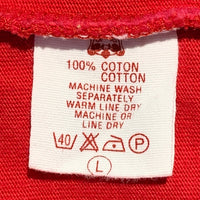 100% COTON
COTTON
MACHINE WASH
SEPARATELY
WARM LINE DRY
MACHINE OR
LINE DRY
40
P
L